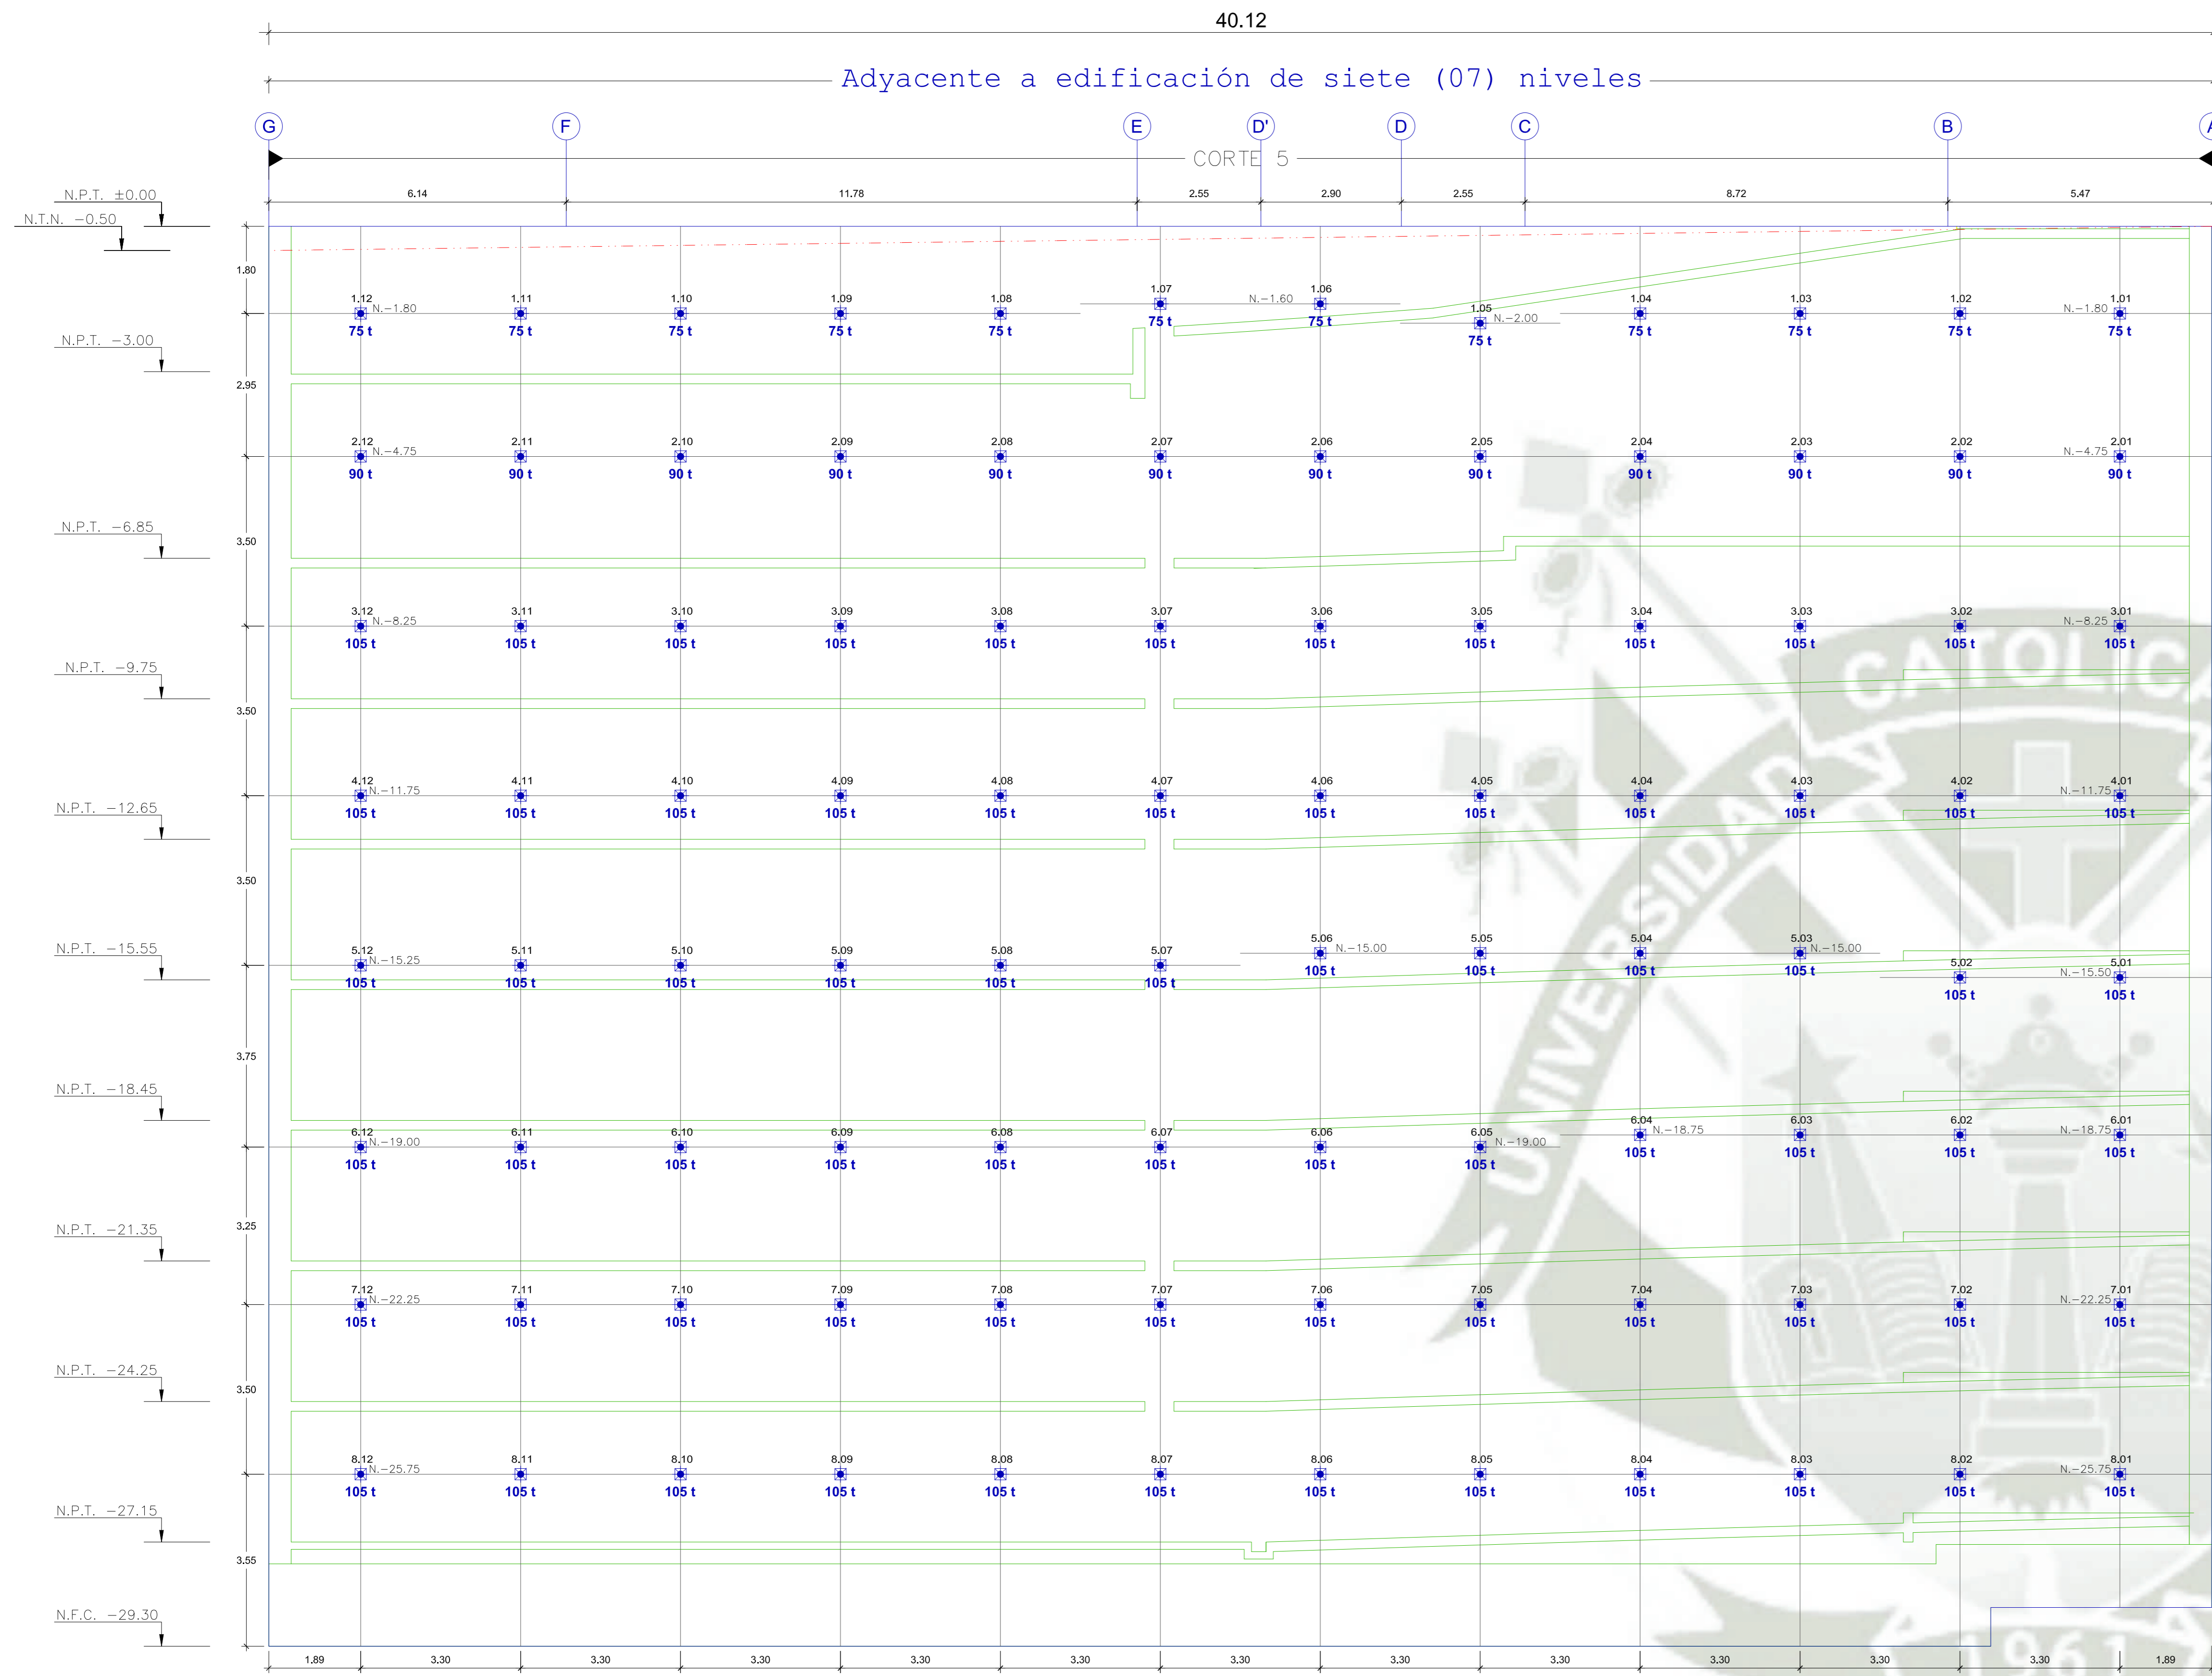 40.12
Adyacente a edificación de siete (07) niveles
G F E D' D C B A
CORTE 5
6.14 11.78 2.55 2.90 2.55 8.72 5.47
N.P.T. ±0.00
N.T.N. -0.50
1.80
1.12 1.11 1.10 1.09 1.08 1.07 1.06 1.05 1.04 1.03 1.02 1.01
N.-1.80 N.-1.60 N.-2.00 N.-1.80
75 t 75 t 75 t 75 t 75 t 75 t 75 t 75 t 75 t 75 t 75 t 75 t
N.P.T. -3.00
2.95
2.12 2.11 2.10 2.09 2.08 2.07 2.06 2.05 2.04 2.03 2.02 2.01
N.-4.75 N.-4.75
90 t 90 t 90 t 90 t 90 t 90 t 90 t 90 t 90 t 90 t 90 t 90 t
N.P.T. -6.85
3.50
3.12 3.11 3.10 3.09 3.08 3.07 3.06 3.05 3.04 3.03 3.02 3.01
N.-8.25 N.-8.25
105 t 105 t 105 t 105 t 105 t 105 t 105 t 105 t 105 t 105 t 105 t 105 t
N.P.T. -9.75
3.50
4.12 4.11 4.10 4.09 4.08 4.07 4.06 4.05 4.04 4.03 4.02 4.01
N.-11.75 N.-11.75
105 t 105 t 105 t 105 t 105 t 105 t 105 t 105 t 105 t 105 t 105 t 105 t
N.P.T. -12.65
3.50
5.12 5.11 5.10 5.09 5.08 5.07 5.06 5.05 5.04 5.03 5.02 5.01
N.-15.25 N.-15.00 N.-15.00 N.-15.50
105 t 105 t 105 t 105 t 105 t 105 t 105 t 105 t 105 t 105 t 105 t 105 t
N.P.T. -15.55
3.75
N.P.T. -18.45
6.12 6.11 6.10 6.09 6.08 6.07 6.06 6.05 6.04 6.03 6.02 6.01
N.-19.00 N.-19.00 N.-18.75 N.-18.75
105 t 105 t 105 t 105 t 105 t 105 t 105 t 105 t 105 t 105 t 105 t 105 t
3.25
N.P.T. -21.35
7.12 7.11 7.10 7.09 7.08 7.07 7.06 7.05 7.04 7.03 7.02 7.01
N.-22.25 N.-22.25
105 t 105 t 105 t 105 t 105 t 105 t 105 t 105 t 105 t 105 t 105 t 105 t
N.P.T. -24.25
3.50
8.12 8.11 8.10 8.09 8.08 8.07 8.06 8.05 8.04 8.03 8.02 8.01
N.-25.75 N.-25.75
105 t 105 t 105 t 105 t 105 t 105 t 105 t 105 t 105 t 105 t 105 t 105 t
N.P.T. -27.15
3.55
N.F.C. -29.30
1.89 3.30 3.30 3.30 3.30 3.30 3.30 3.30 3.30 3.30 3.30 3.30 1.89
UNIVERSIDAD CATOLICA
1961